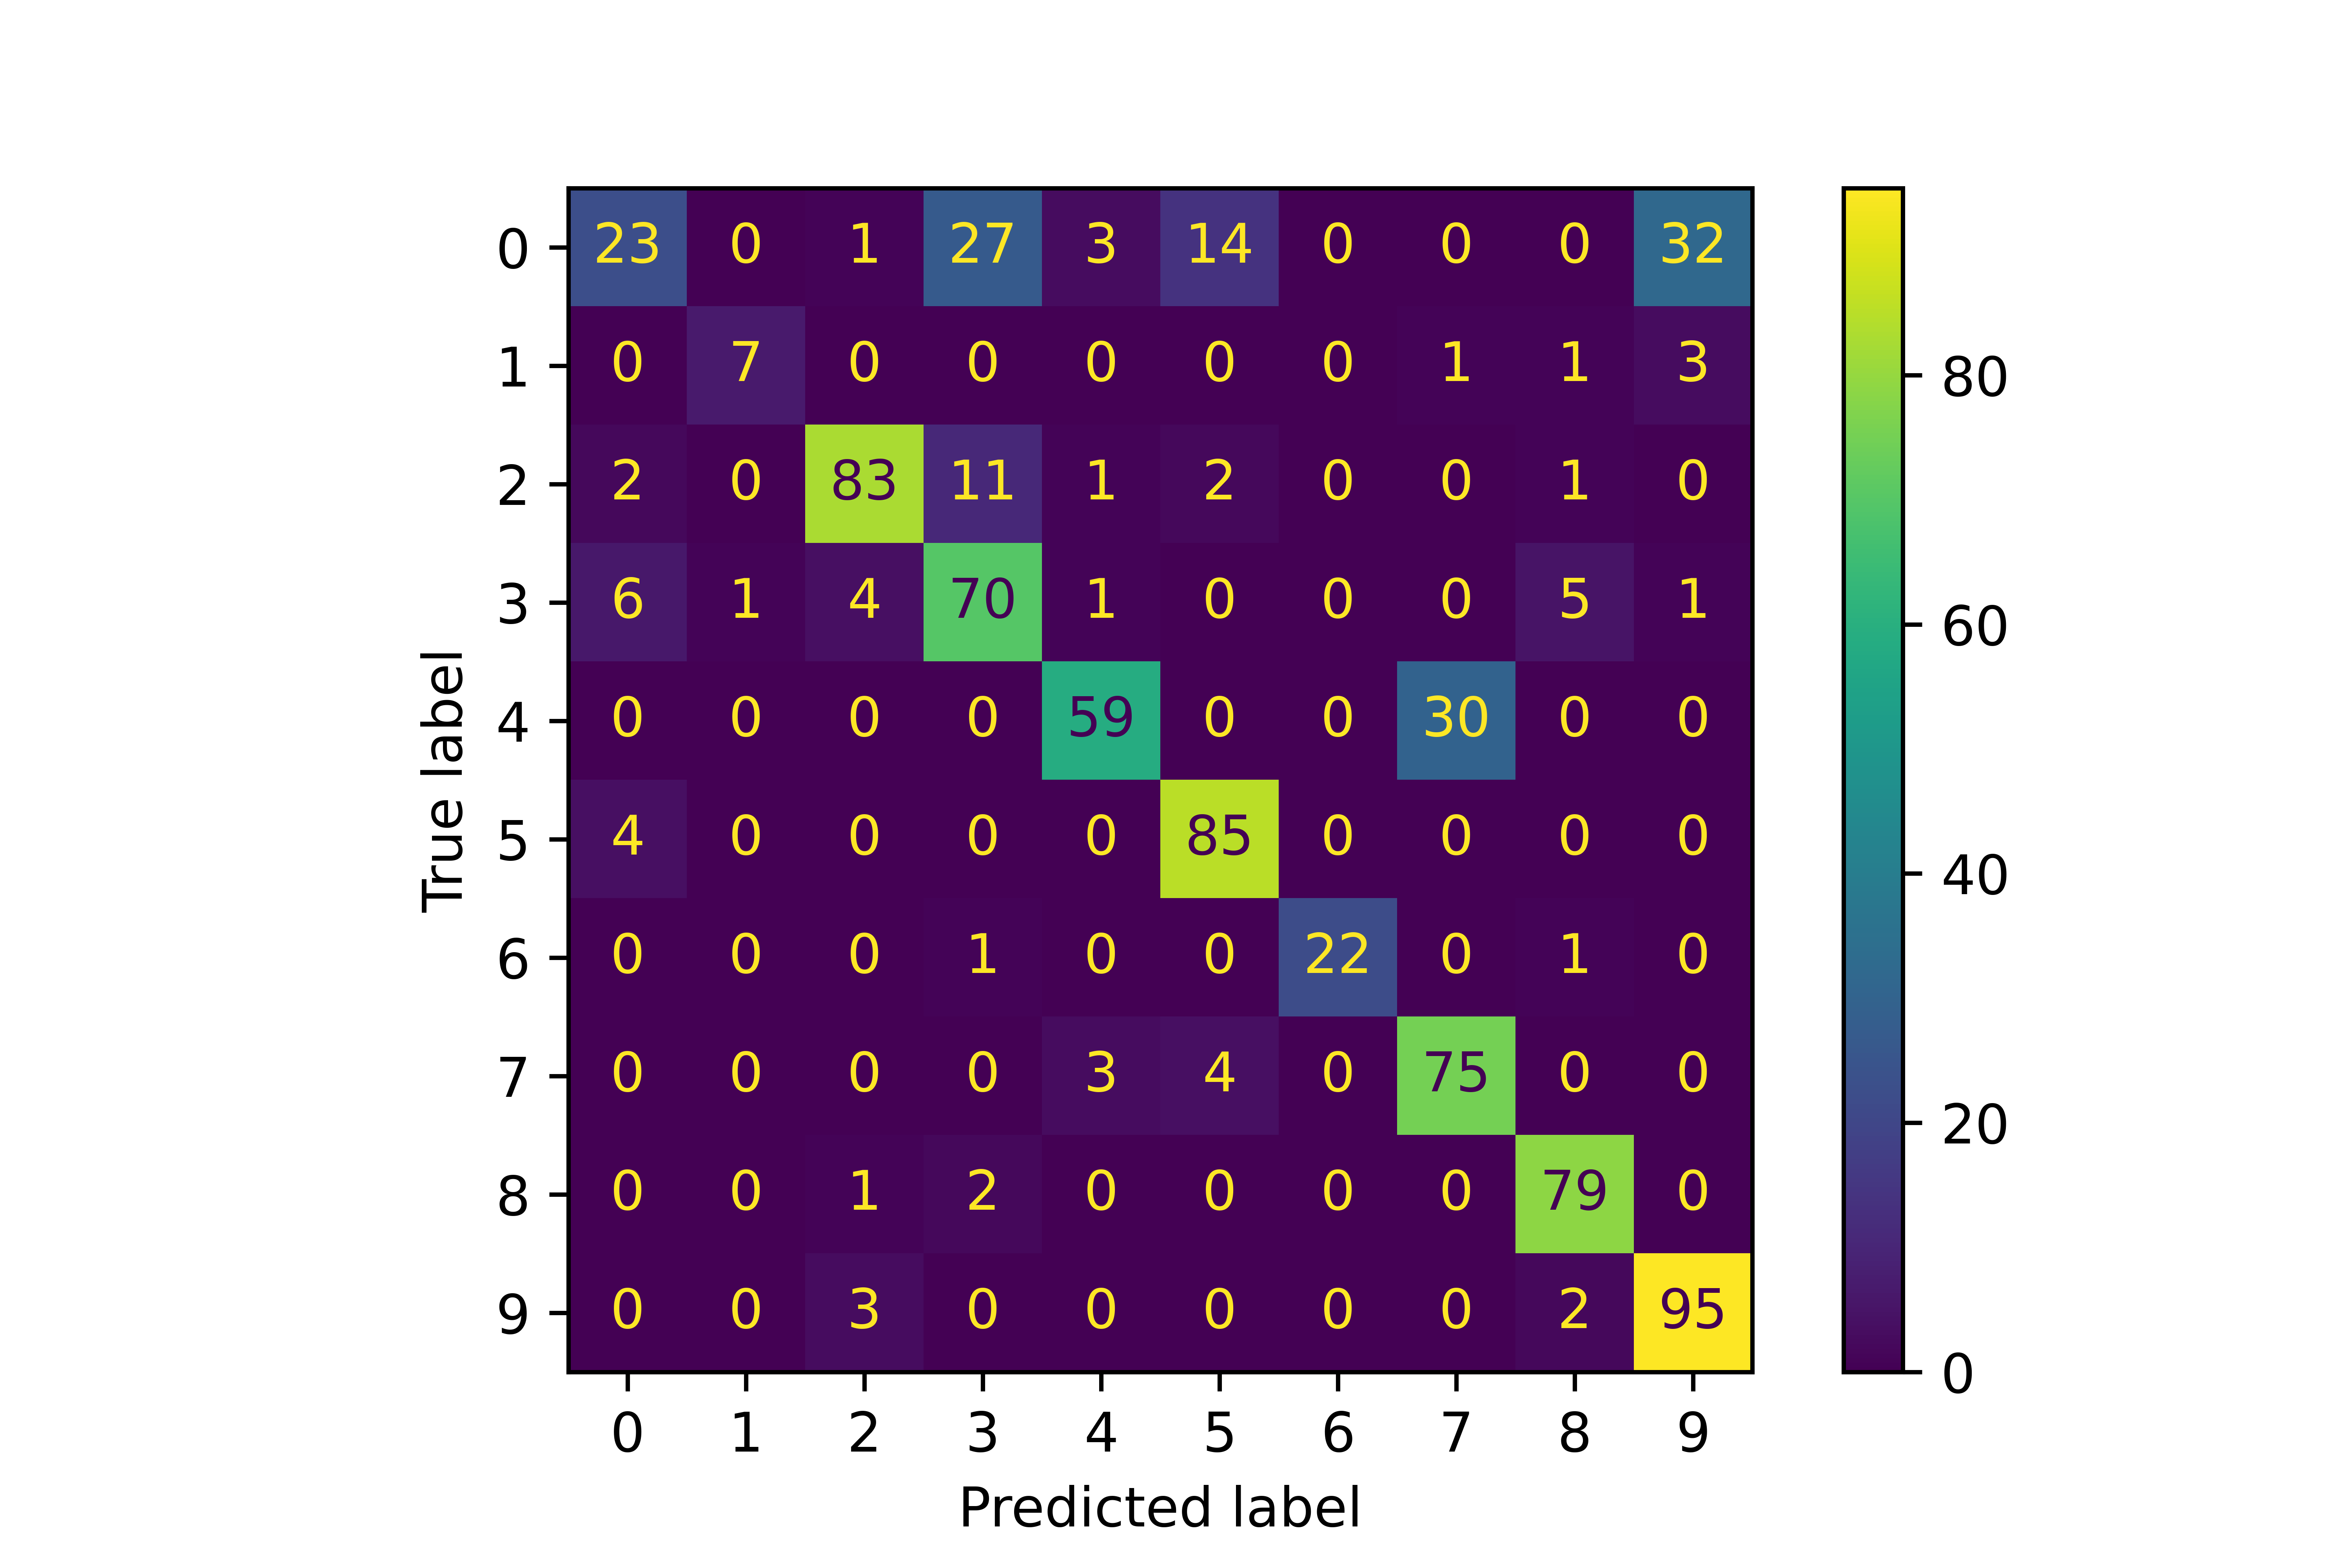 0 23 0 1 27 3 14 0 0 0 32
1 0 7 0 0 0 0 0 1 1 3
2 2 0 83 11 1 2 0 0 1 0
3 6 1 4 70 1 0 0 0 5 1
4 0 0 0 0 59 0 0 30 0 0
5 4 0 0 0 0 85 0 0 0 0
6 0 0 0 1 0 0 22 0 1 0
7 0 0 0 0 3 4 0 75 0 0
8 0 0 1 2 0 0 0 0 79 0
9 0 0 3 0 0 0 0 0 2 95
0 1 2 3 4 5 6 7 8 9
Predicted label
True label
80
60
40
20
0